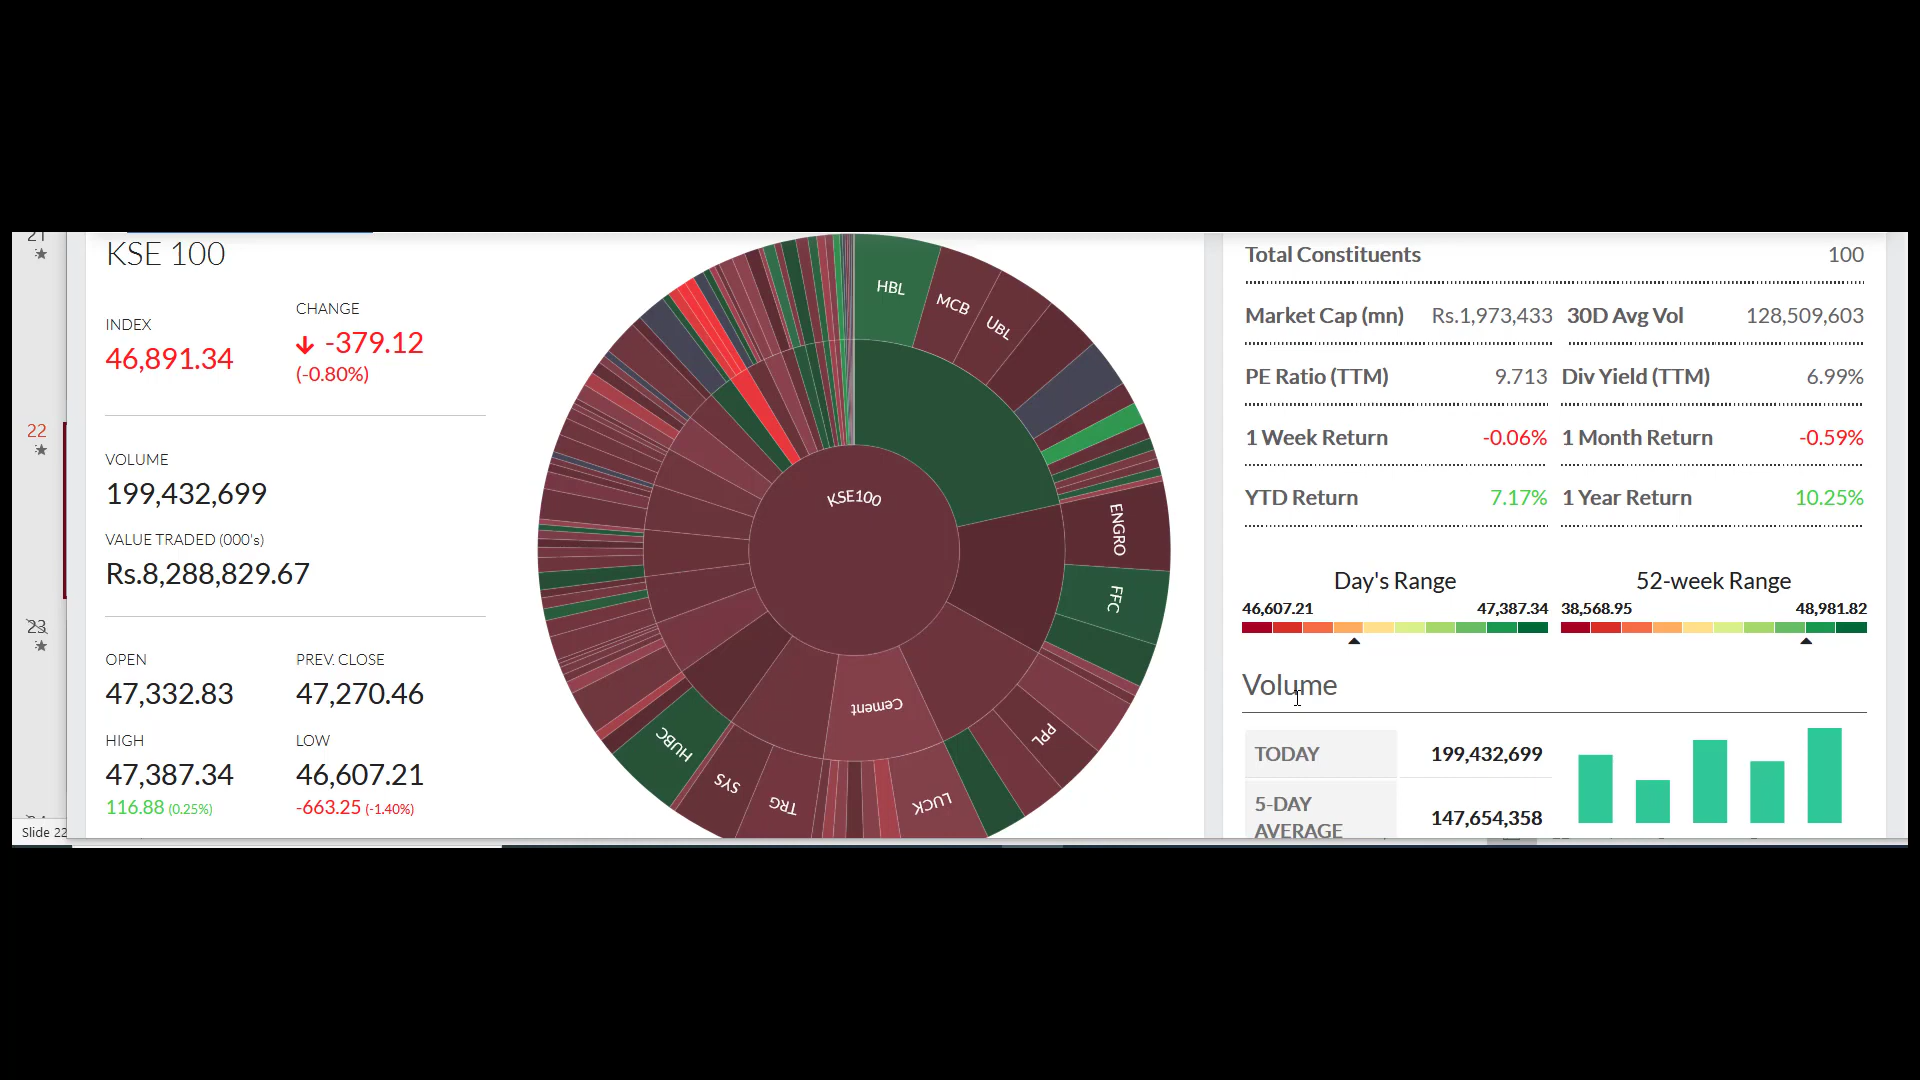 21
22
23
Slide 22
KSE 100
INDEX
46,891.34
CHANGE
-379.12
(-0.80%)
VOLUME
199,432,699
VALUE TRADED (000's)
Rs.8,288,829.67
OPEN
47,332.83
PREV. CLOSE
47,270.46
HIGH
47,387.34
116.88 (0.25%)
LOW
46,607.21
-663.25 (-1.40%)
KSE100
HBL
MCB
UBL
ENGRO
FFC
PPL
Cement
LUCK
TRG
SYS
HUBC
Total Constituents 100
Market Cap (mn) Rs.1,973,433 30D Avg Vol 128,509,603
PE Ratio (TTM) 9.713 Div Yield (TTM) 6.99%
1 Week Return -0.06% 1 Month Return -0.59%
YTD Return 7.17% 1 Year Return 10.25%
Day's Range 52-week Range
46,607.21 47,387.34 38,568.95 48,981.82
Volume
TODAY 199,432,699
5-DAY
AVERAGE 147,654,358